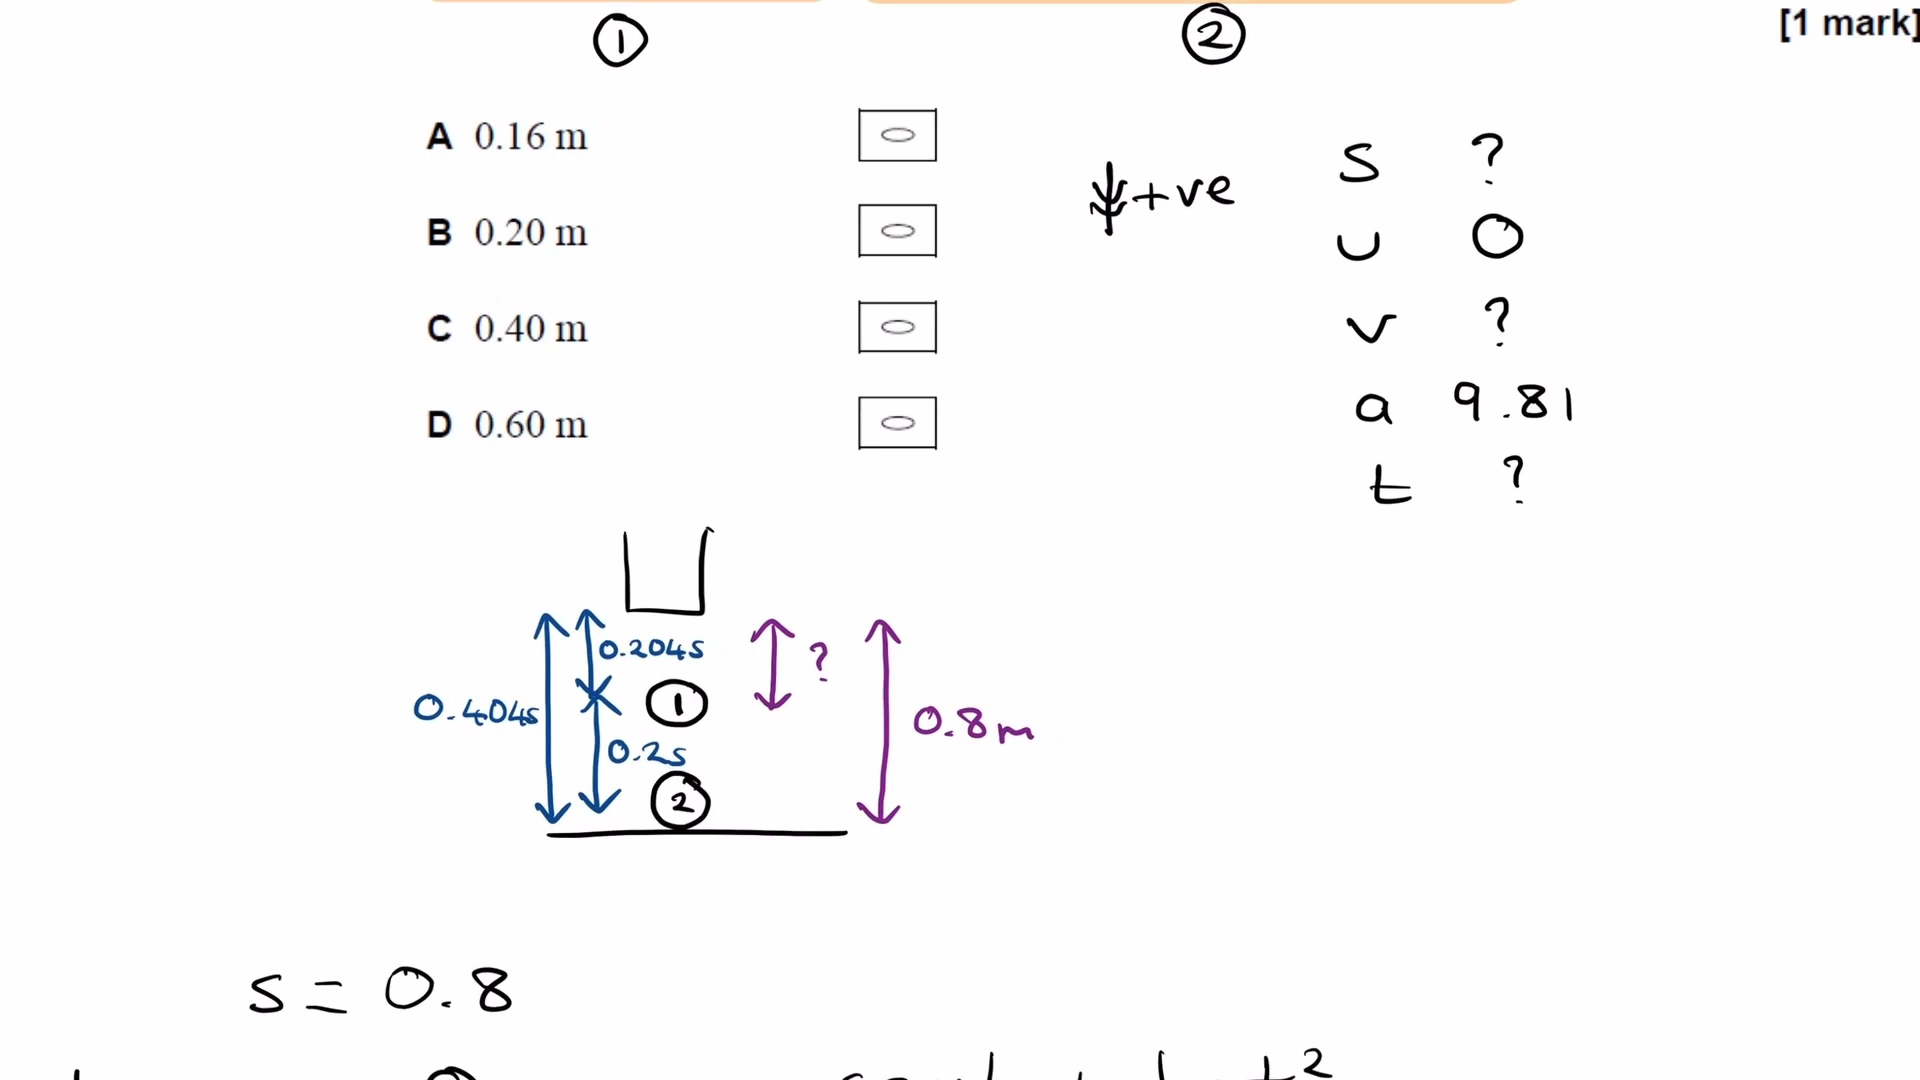 ① ②
[1 mark]
A 0.16 m
B 0.20 m
C 0.40 m
D 0.60 m
+ve
s ?
u 0
v ?
a 9.81
t ?
0.204s
?
0.404s
①
0.8m
0.2s
②
s = 0.8